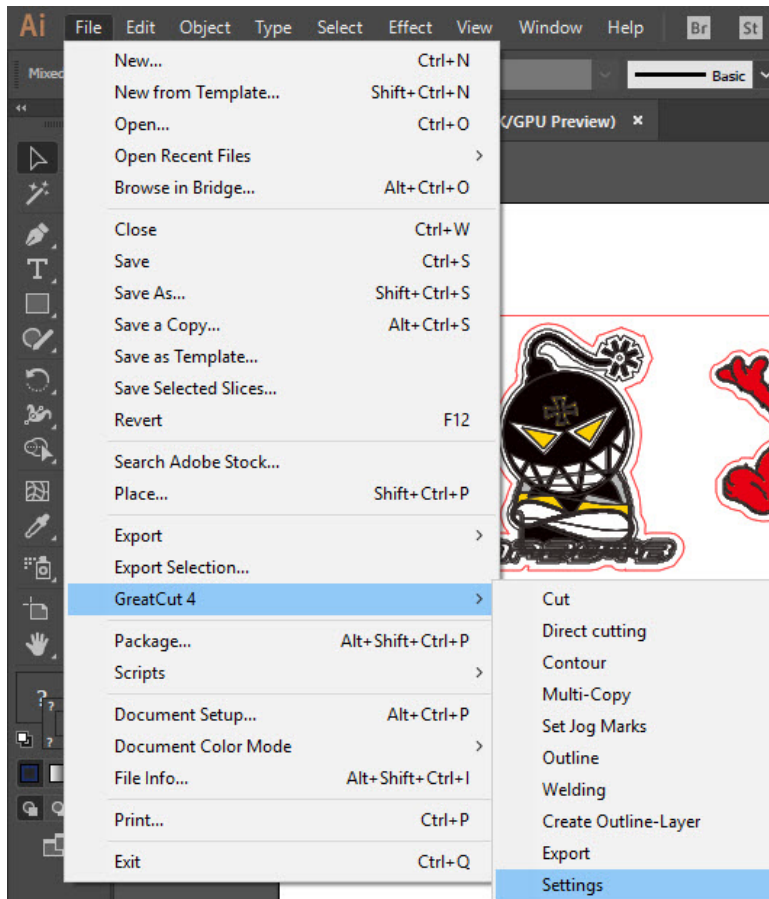 Ai File Edit Object Type Select Effect View Window Help Br St
Mixed Basic
/GPU Preview) ×
New... Ctrl+N
New from Template... Shift+Ctrl+N
Open... Ctrl+O
Open Recent Files >
Browse in Bridge... Alt+Ctrl+O
Close Ctrl+W
Save Ctrl+S
Save As... Shift+Ctrl+S
Save a Copy... Alt+Ctrl+S
Save as Template...
Save Selected Slices...
Revert F12
Search Adobe Stock...
Place... Shift+Ctrl+P
Export >
Export Selection...
GreatCut 4 >
Cut
Package... Alt+Shift+Ctrl+P
Direct cutting
Scripts >
Contour
Multi-Copy
Document Setup... Alt+Ctrl+P
Set Jog Marks
Document Color Mode >
Outline
File Info... Alt+Shift+Ctrl+I
Welding
Print... Ctrl+P
Create Outline-Layer
Exit Ctrl+Q
Export
Settings